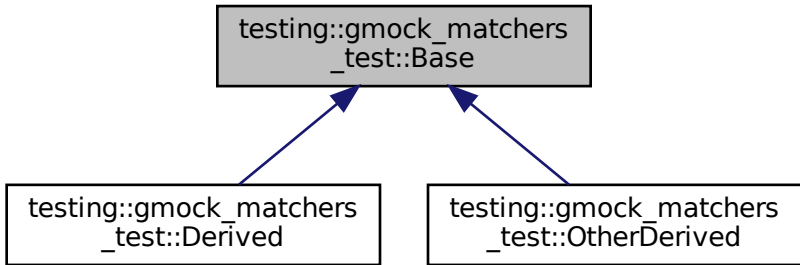 testing::gmock_matchers
_test::Base
testing::gmock_matchers
_test::Derived
testing::gmock_matchers
_test::OtherDerived